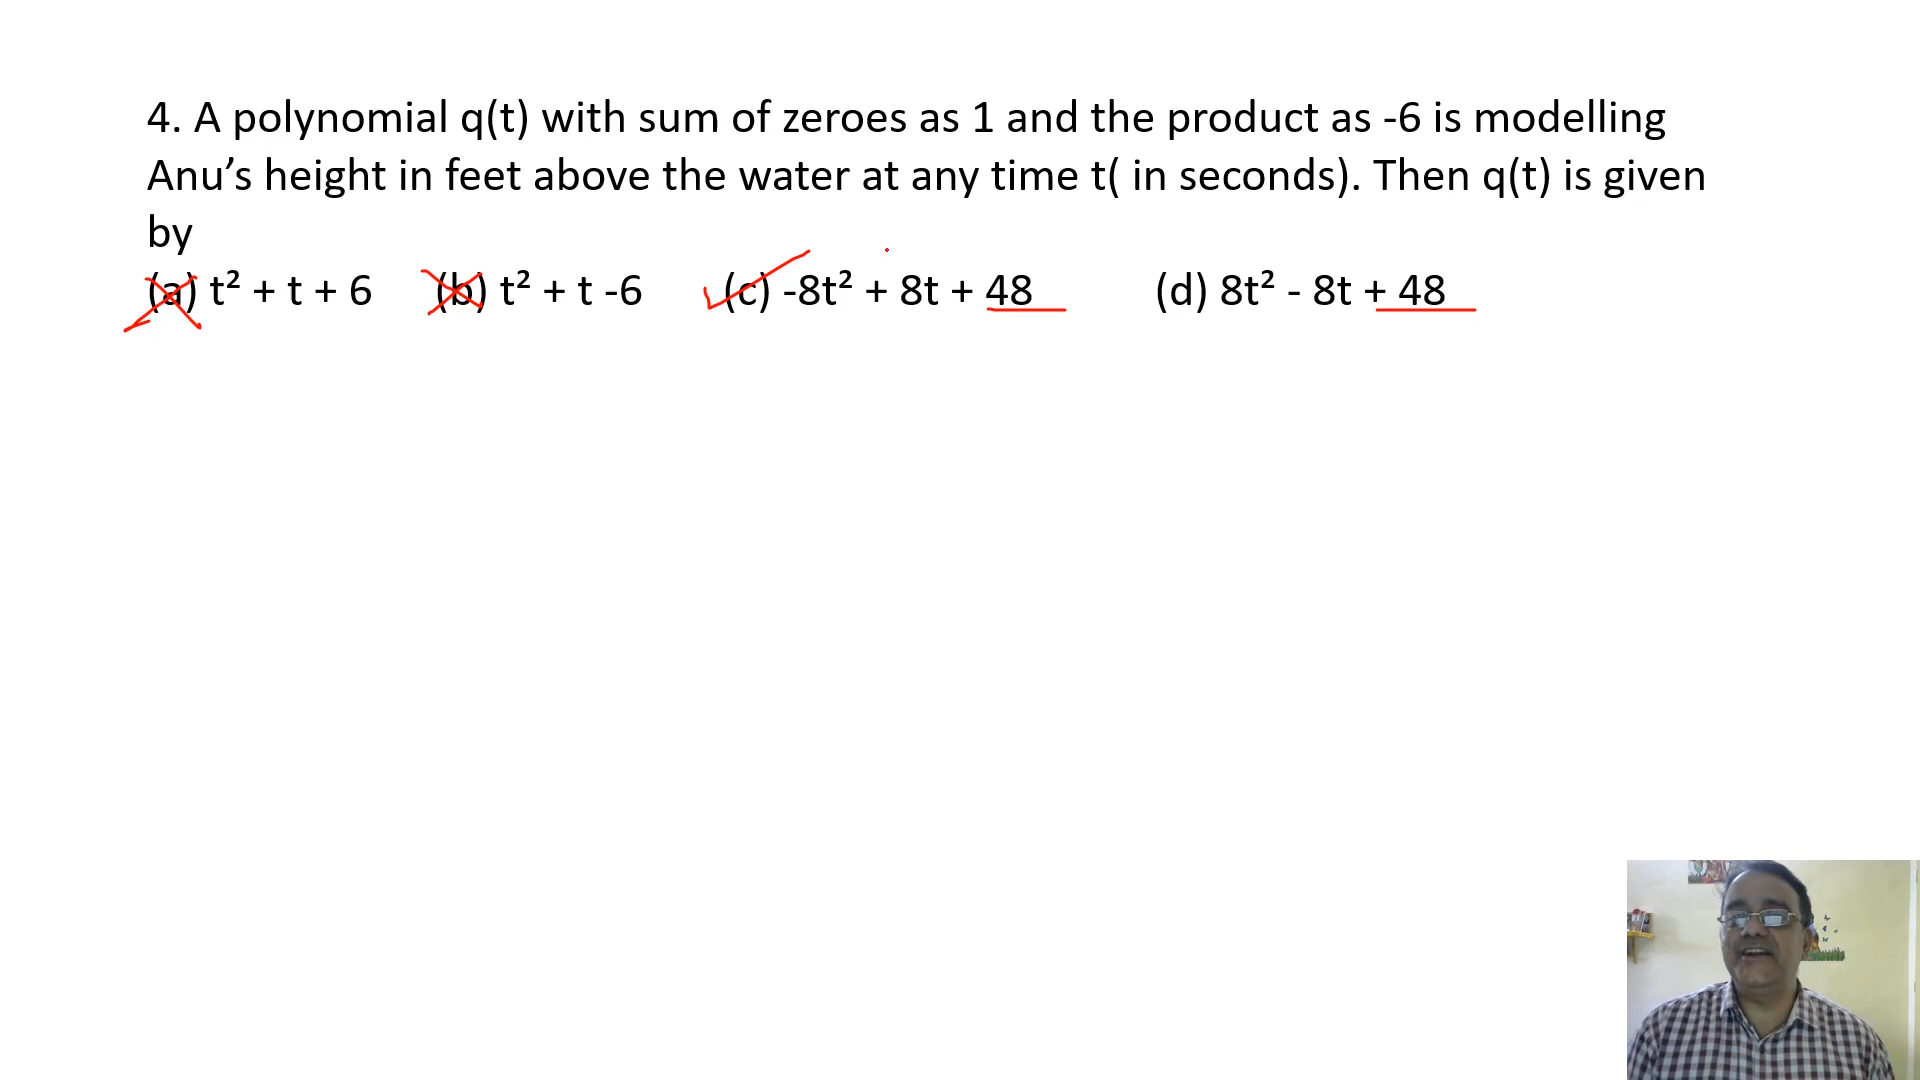 4. A polynomial q(t) with sum of zeroes as 1 and the product as -6 is modelling
Anu’s height in feet above the water at any time t( in seconds). Then q(t) is given
by
(a) t² + t + 6 (b) t² + t -6 (c) -8t² + 8t + 48 (d) 8t² - 8t + 48